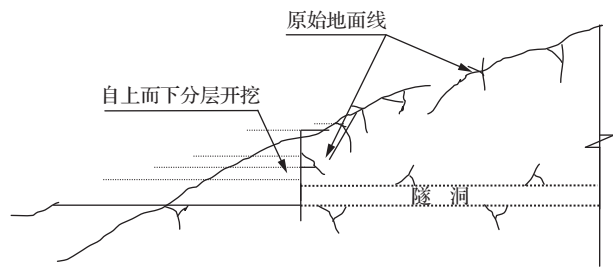 原始地面线
自上而下分层开挖
隧 洞